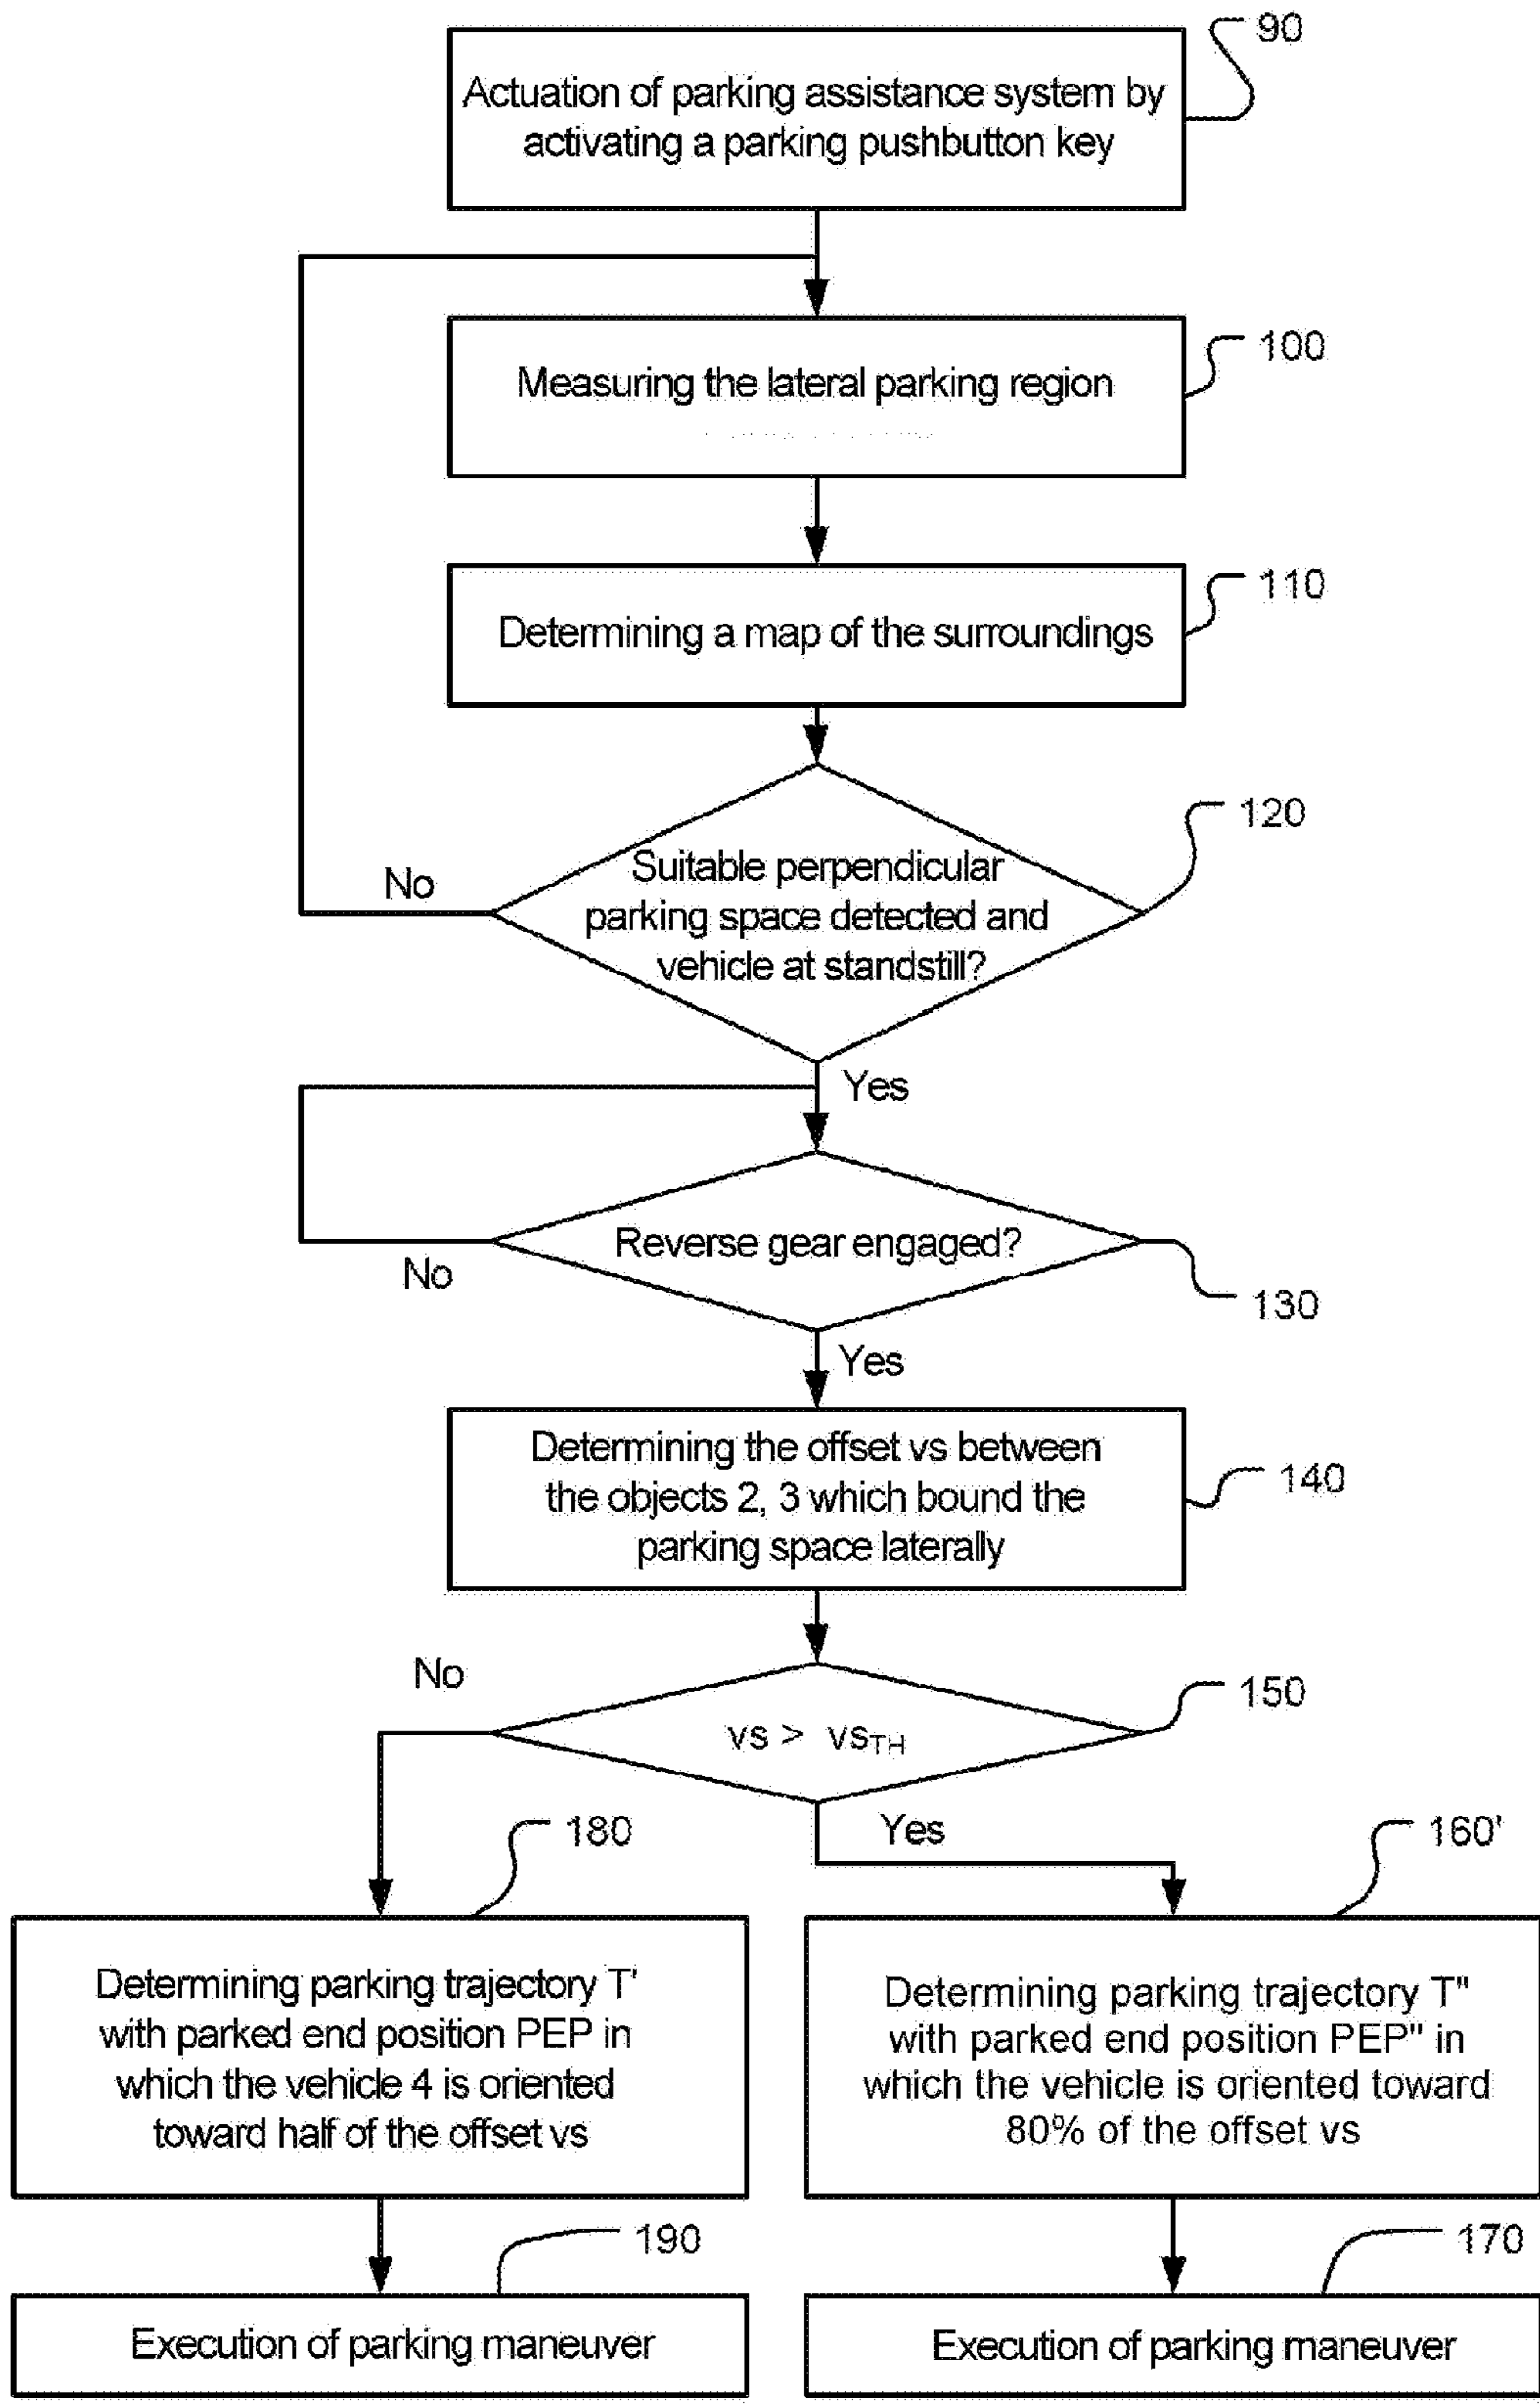 90
Actuation of parking assistance system by
activating a parking pushbutton key
100
Measuring the lateral parking region
110
Determining a map of the surroundings
120
No
Suitable perpendicular
parking space detected and
vehicle at standstill?
Yes
Reverse gear engaged?
No
130
Yes
Determining the offset vs between
the objects 2, 3 which bound the
parking space laterally
140
No
150
vs > vsTH
180
Yes
160'
Determining parking trajectory T'
with parked end position PEP in
which the vehicle 4 is oriented
toward half of the offset vs
Determining parking trajectory T"
with parked end position PEP" in
which the vehicle is oriented toward
80% of the offset vs
190
170
Execution of parking maneuver
Execution of parking maneuver